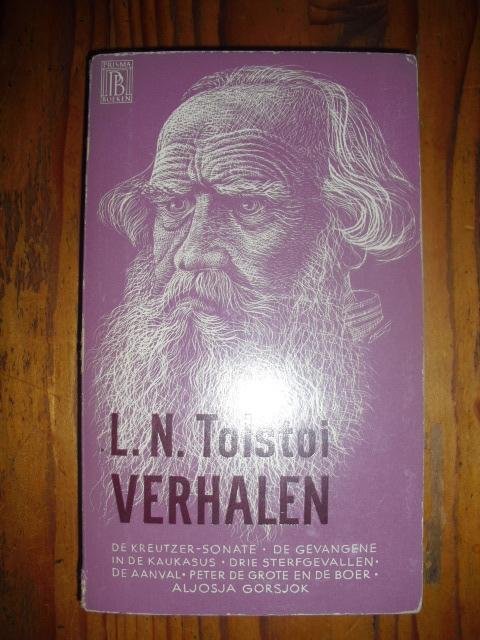 PRISMA
PB
BOEKEN
L. N. Tolstoi
VERHALEN
DE KREUTZER-SONATE · DE GEVANGENE
IN DE KAUKASUS · DRIE STERFGEVALLEN ·
DE AANVAL · PETER DE GROTE EN DE BOER ·
ALJOSJA GORSJOK